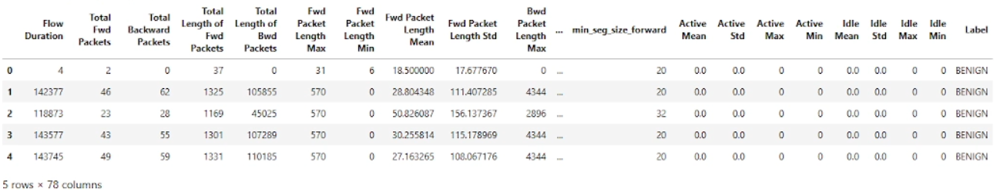 Flow Duration Total Fwd Packets Total Backward Packets Total Length of Fwd Packets Total Length of Bwd Packets Fwd Packet Length Max Fwd Packet Length Min Fwd Packet Length Mean Fwd Packet Length Std Bwd Packet Length Max ... min_seg_size_forward Active Mean Active Std Active Max Active Min Idle Mean Idle Std Idle Max Idle Min Label
0 4 2 0 37 0 31 6 18.500000 17.677670 0 ... 20 0.0 0.0 0 0 0.0 0.0 0 0 BENIGN
1 142377 46 62 1325 105855 570 0 28.804348 111.407285 4344 ... 20 0.0 0.0 0 0 0.0 0.0 0 0 BENIGN
2 118873 23 28 1169 45025 570 0 50.826087 156.137367 2896 ... 32 0.0 0.0 0 0 0.0 0.0 0 0 BENIGN
3 143577 43 55 1301 107289 570 0 30.255814 115.178969 4344 ... 20 0.0 0.0 0 0 0.0 0.0 0 0 BENIGN
4 143745 49 59 1331 110185 570 0 27.163265 108.067176 4344 ... 20 0.0 0.0 0 0 0.0 0.0 0 0 BENIGN
5 rows × 78 columns